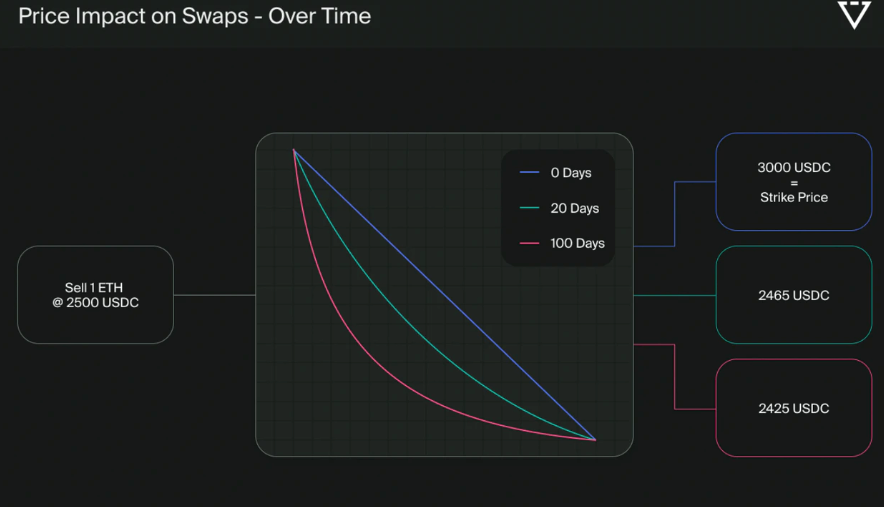 Price Impact on Swaps - Over Time
Sell 1 ETH
@ 2500 USDC
0 Days
20 Days
100 Days
3000 USDC
=
Strike Price
2465 USDC
2425 USDC